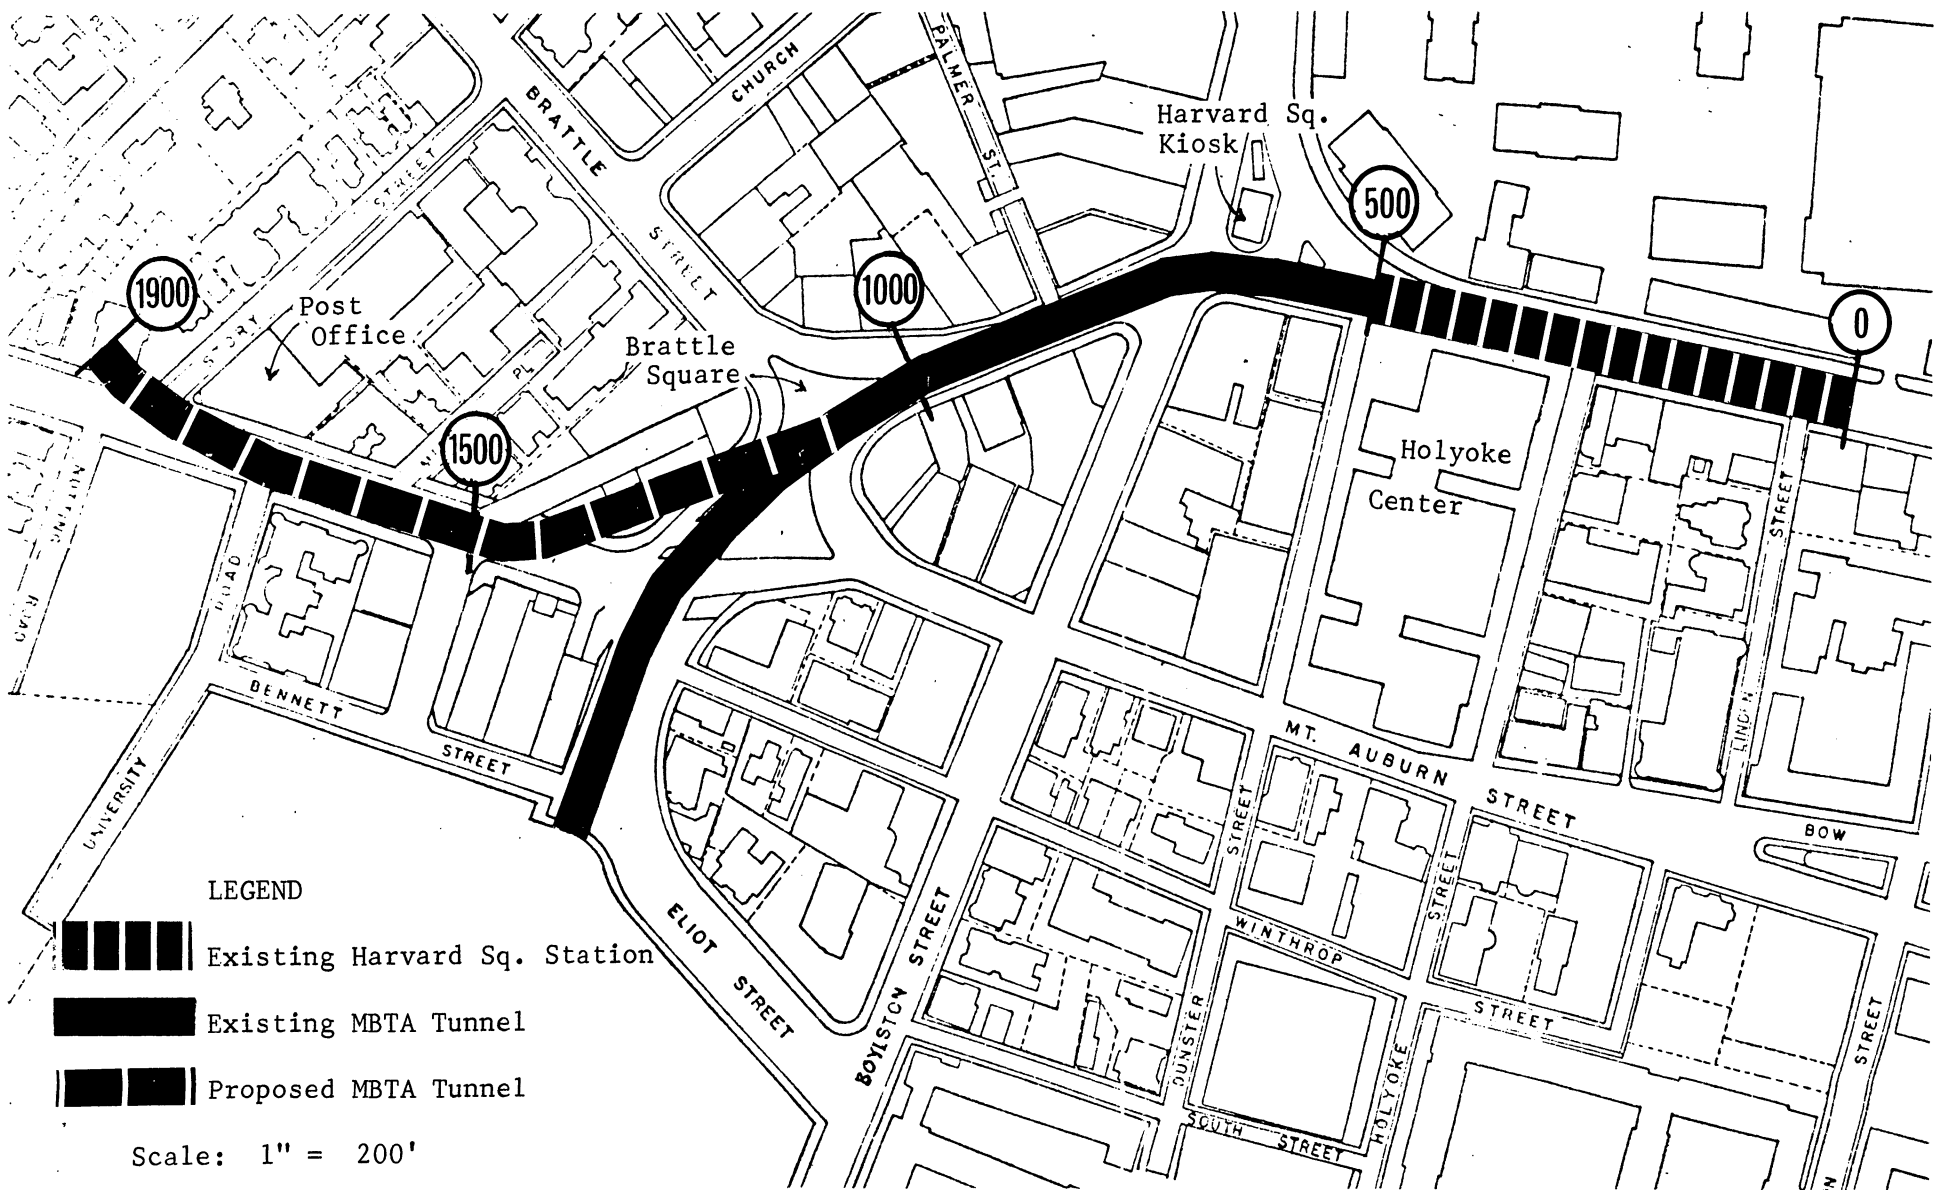 PALMER ST.
CHURCH
BRATTLE
STREET
Harvard Sq.
Kiosk
500
STREET
1900
1000
0
Post
Office
STORY
Brattle
Square
PL.
1500
Holyoke
Center
STREET
ROAD
BENNETT
STREET
LINDEN
MT. AUBURN
STREET
UNIVERSITY
STREET
BOW
STREET
LEGEND
Existing Harvard Sq. Station
Existing MBTA Tunnel
Proposed MBTA Tunnel
Scale: 1" = 200'
ELIOT
STREET
BOYLSTON STREET
WINTHROP
STREET
DUNSTER
HOLYOKE
STREET
SOUTH STREET